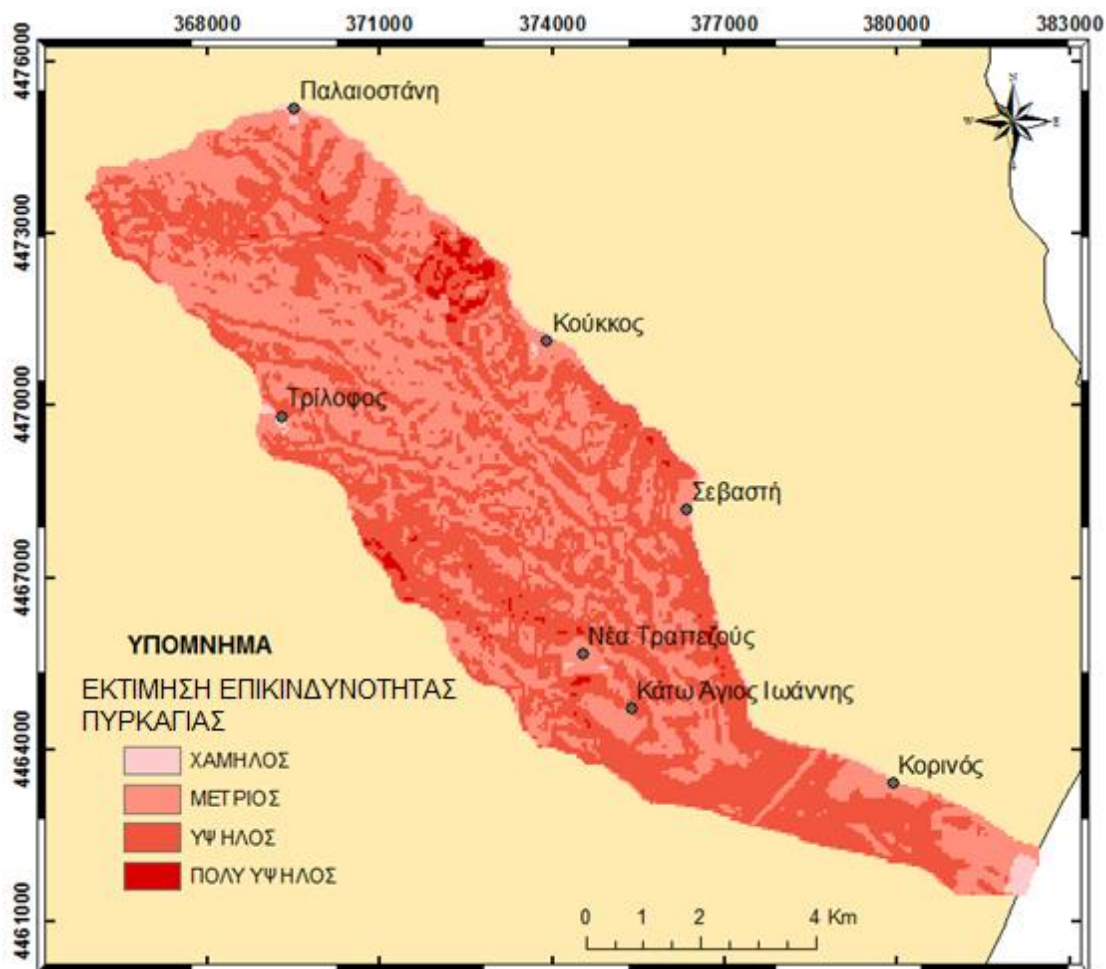 368000 371000 374000 377000 380000 383000
4476000
4473000
4470000
4467000
4464000
4461000
Παλαιοστάνη
Κούκκος
Τρίλοφος
Σεβαστή
Νέα Τραπεζούς
Κάτω Άγιος Ιωάννης
Κορινός
ΥΠΟΜΝΗΜΑ
ΕΚΤΙΜΗΣΗ ΕΠΙΚΙΝΔΥΝΟΤΗΤΑΣ
ΠΥΡΚΑΓΙΑΣ
ΧΑΜΗΛΟΣ
ΜΕΤΡΙΟΣ
ΥΨΗΛΟΣ
ΠΟΛΥ ΥΨΗΛΟΣ
0 1 2 4 Km